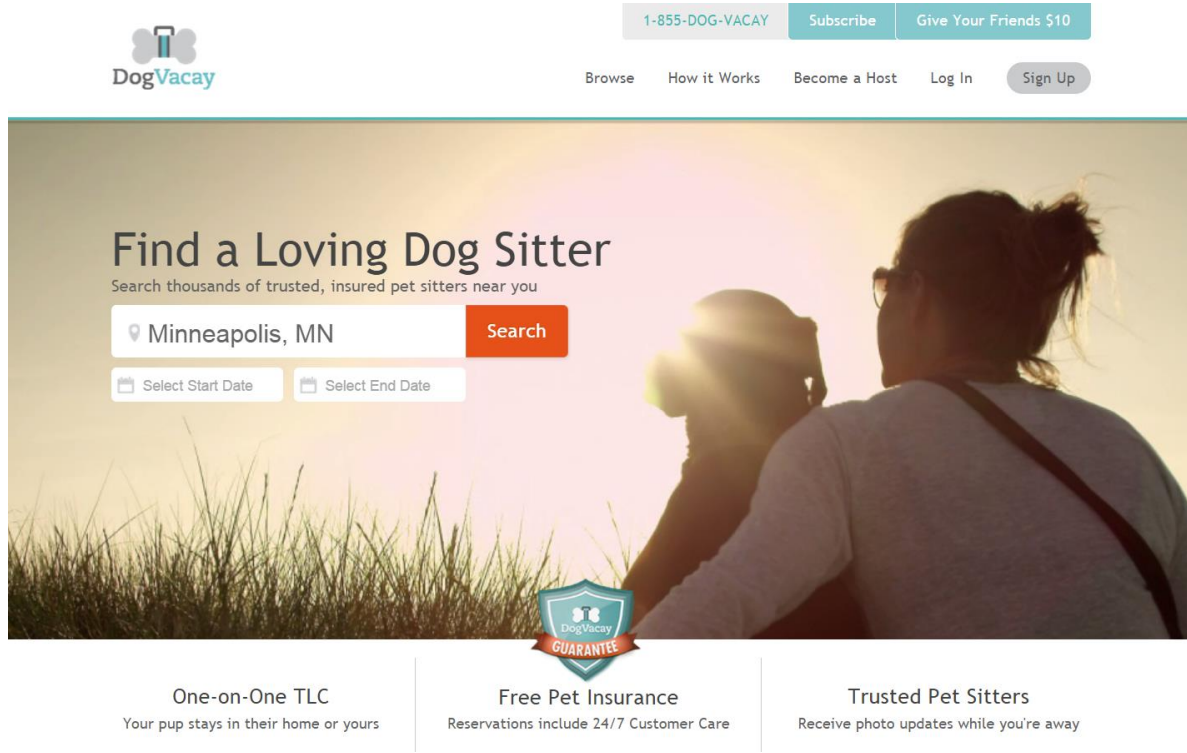 1-855-DOG-VACAY
Subscribe
Give Your Friends $10
DogVacay
Browse
How it Works
Become a Host
Log In
Sign Up
Find a Loving Dog Sitter
Search thousands of trusted, insured pet sitters near you
Minneapolis, MN
Search
Select Start Date
Select End Date
DogVacay
GUARANTEE
One-on-One TLC
Your pup stays in their home or yours
Free Pet Insurance
Reservations include 24/7 Customer Care
Trusted Pet Sitters
Receive photo updates while you're away